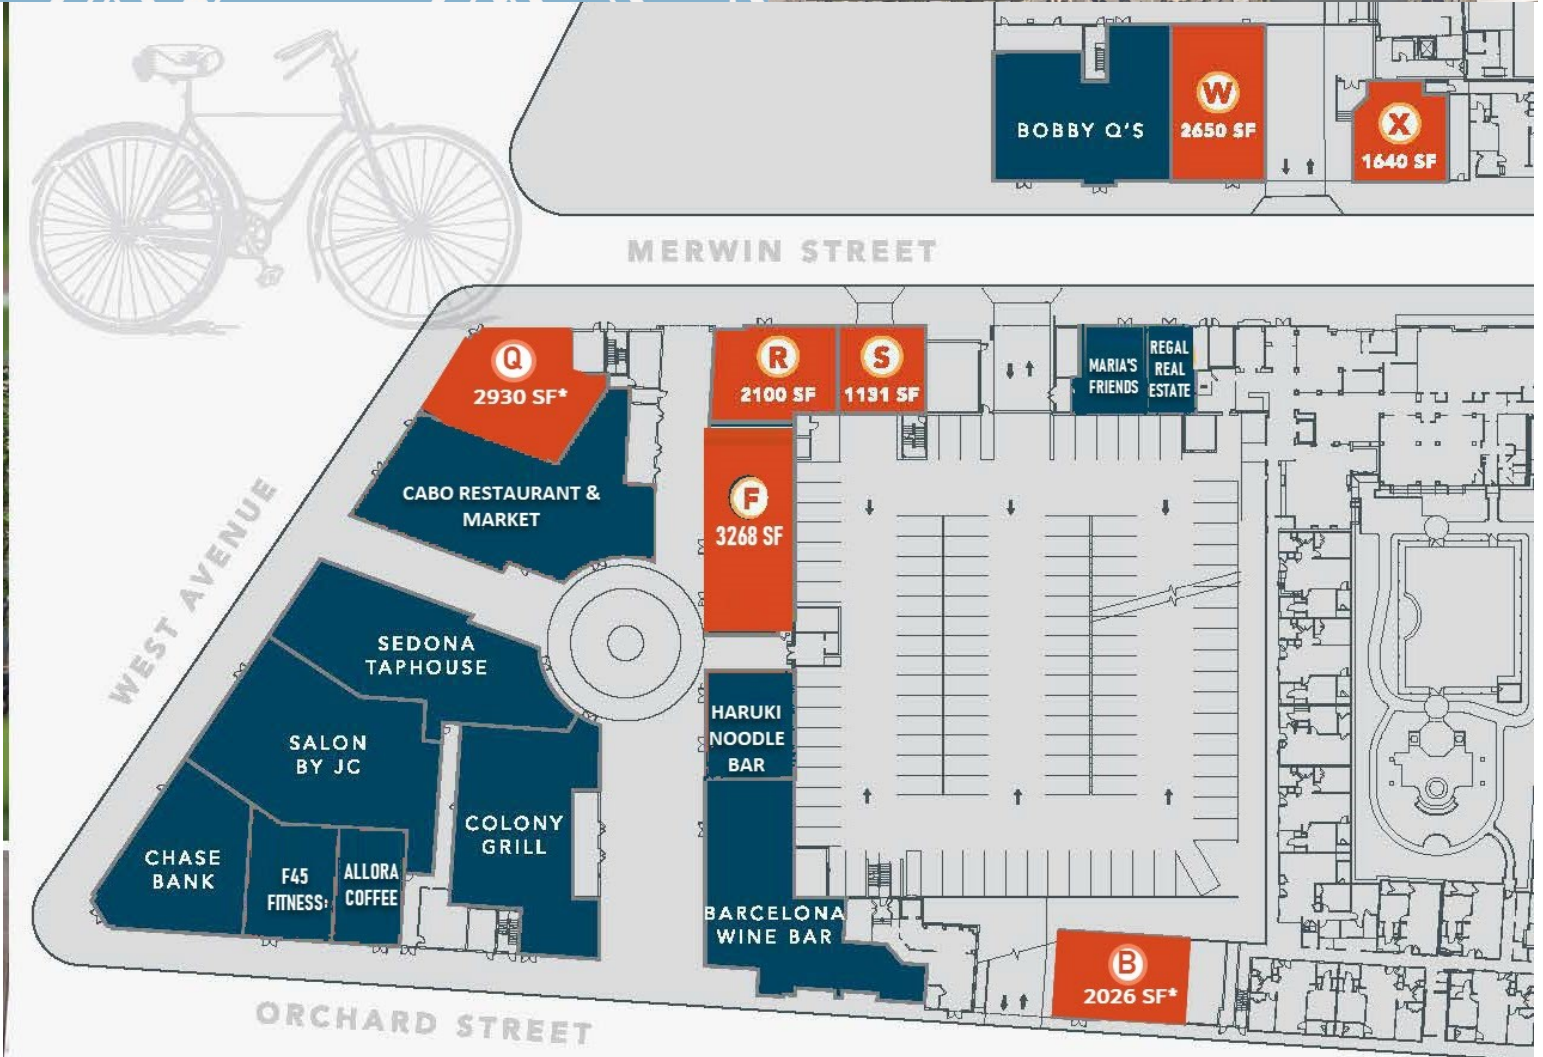 BOBBY Q'S
W
2650 SF
X
1640 SF
MERWIN STREET
Q
2930 SF*
R
2100 SF
S
1131 SF
MARIA'S
FRIENDS
REGAL
REAL
ESTATE
CABO RESTAURANT &
MARKET
F
3268 SF
WEST AVENUE
SEDONA
TAPHOUSE
HARUKI
NOODLE
BAR
SALON
BY JC
COLONY
GRILL
CHASE
BANK
F45
FITNESS
ALLORA
COFFEE
BARCELONA
WINE BAR
B
2026 SF*
ORCHARD STREET